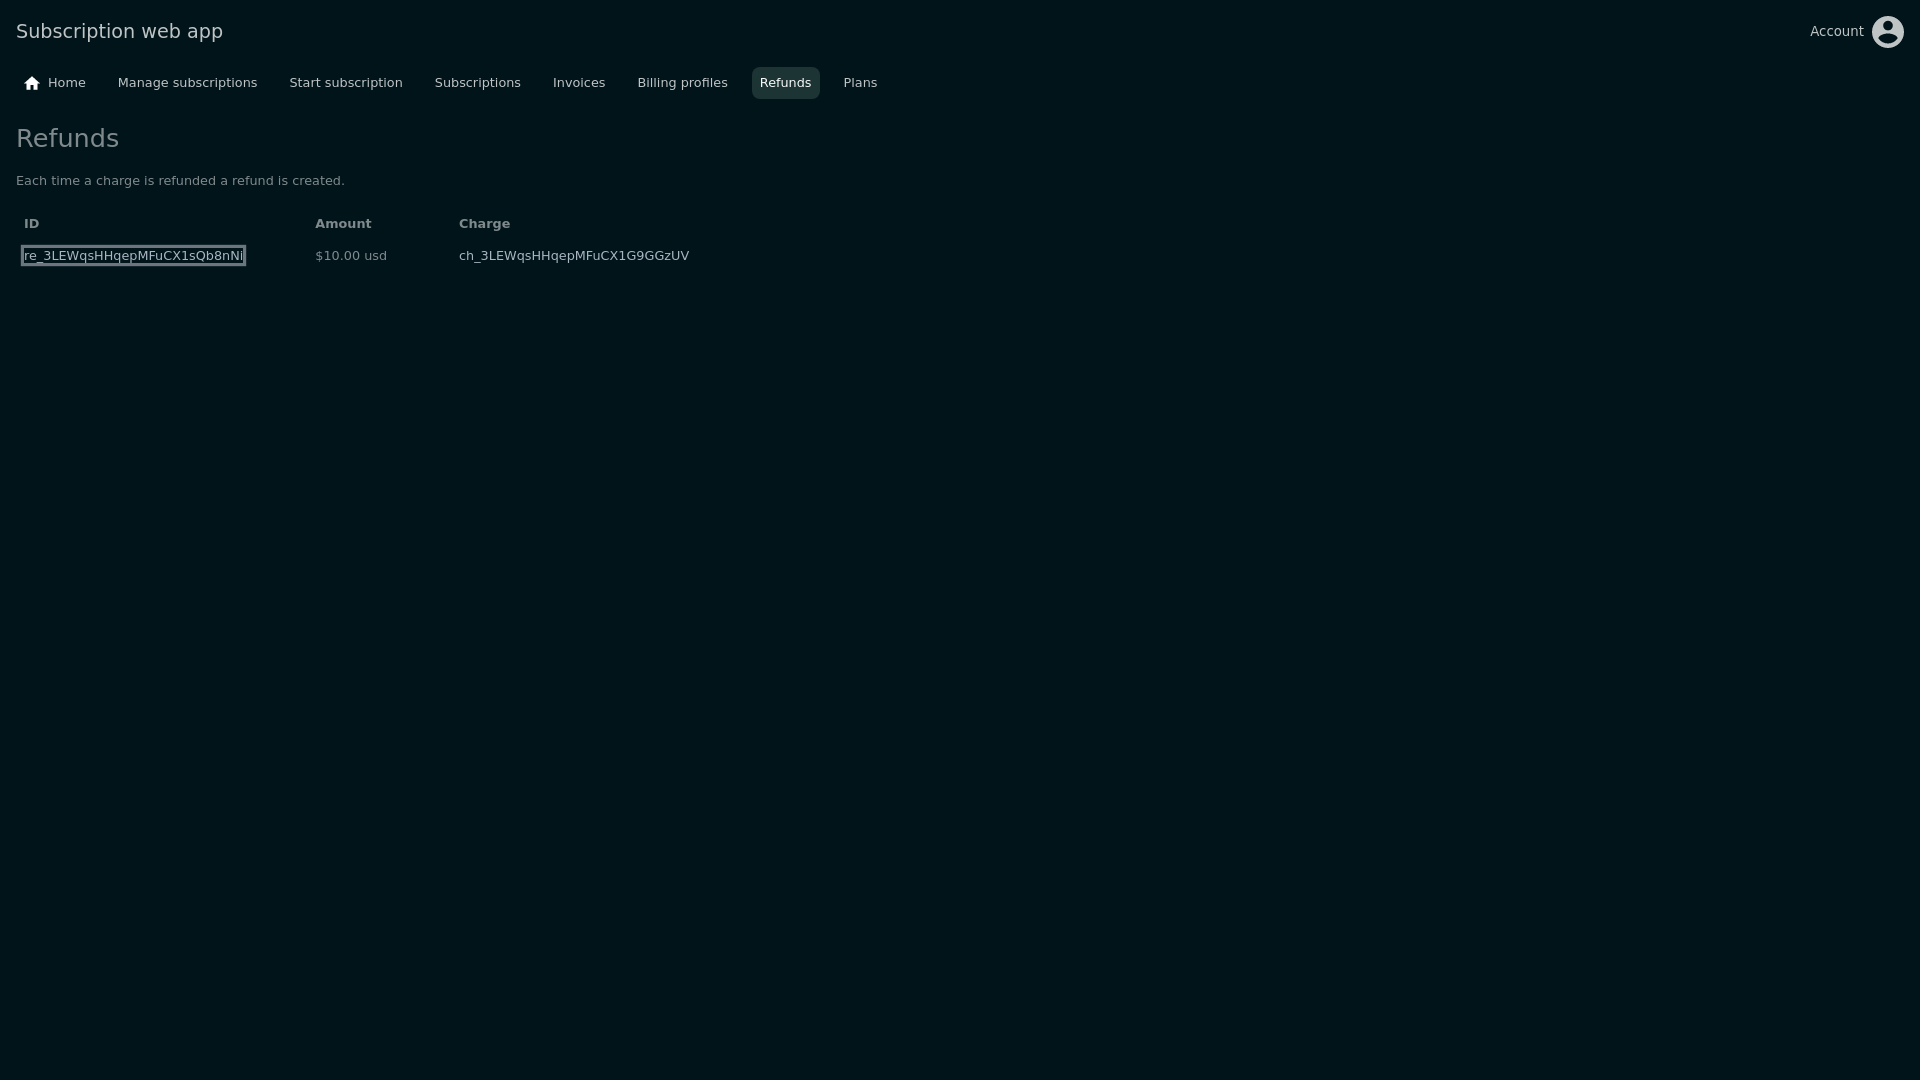 Subscription web app
Account
Home Manage subscriptions Start subscription Subscriptions Invoices Billing profiles Refunds Plans
Refunds
Each time a charge is refunded a refund is created.
ID Amount Charge
re_3LEWqsHHqepMFuCX1sQb8nNi $10.00 usd ch_3LEWqsHHqepMFuCX1G9GGzUV